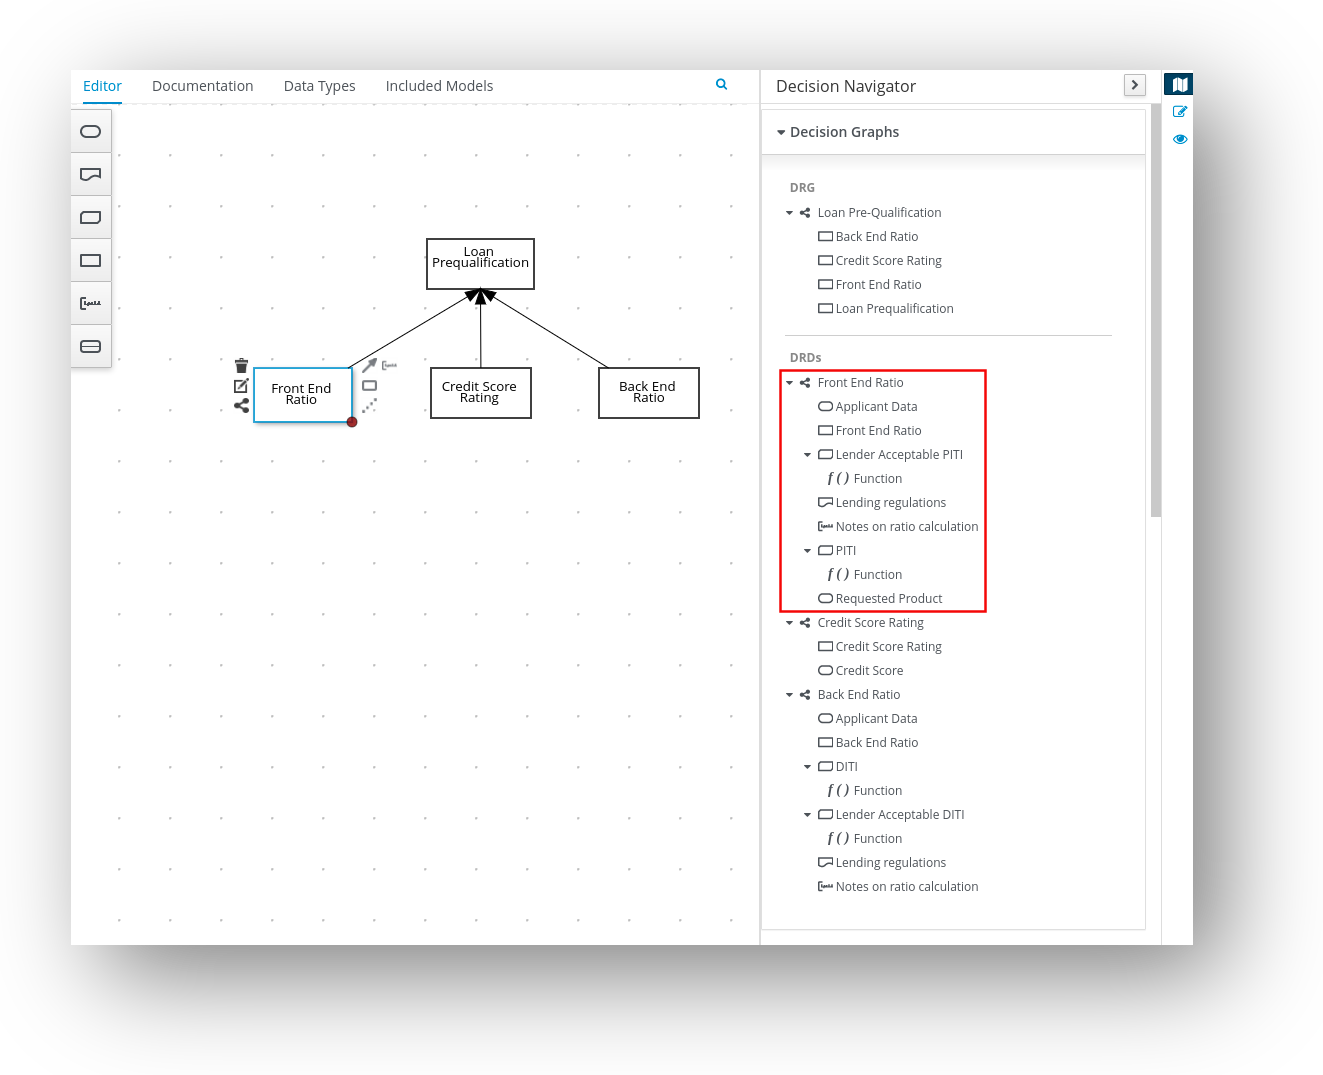 Editor
Documentation
Data Types
Included Models
Decision Navigator
Decision Graphs
DRG
Loan Pre-Qualification
Back End Ratio
Credit Score Rating
Front End Ratio
Loan Prequalification
DRDs
Front End Ratio
Applicant Data
Front End Ratio
Lender Acceptable PITI
f ( ) Function
Lending regulations
Notes on ratio calculation
PITI
f ( ) Function
Requested Product
Credit Score Rating
Credit Score Rating
Credit Score
Back End Ratio
Applicant Data
Back End Ratio
DITI
f ( ) Function
Lender Acceptable DITI
f ( ) Function
Lending regulations
Notes on ratio calculation
Loan
Prequalification
Front End
Ratio
Credit Score
Rating
Back End
Ratio